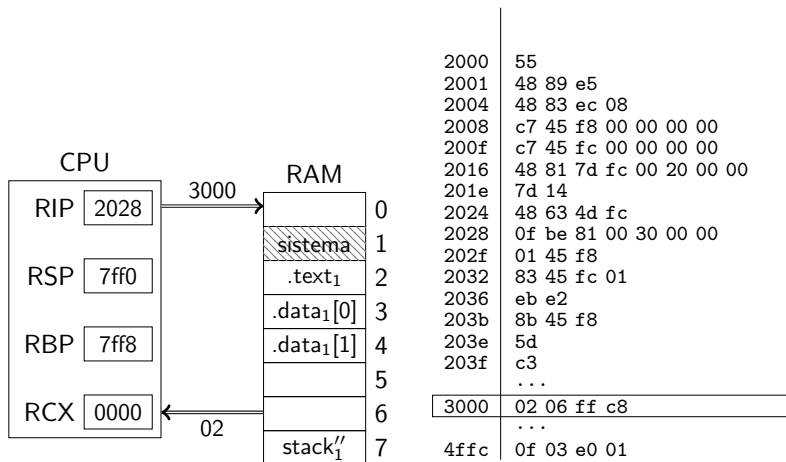 CPU
RIP 2028
RSP 7ff0
RBP 7ff8
RCX 0000
3000
02
RAM
0
sistema 1
.text₁ 2
.data₁[0] 3
.data₁[1] 4
5
6
stack₁′′ 7
2000 55
2001 48 89 e5
2004 48 83 ec 08
2008 c7 45 f8 00 00 00 00
200f c7 45 fc 00 00 00 00
2016 48 81 7d fc 00 20 00 00
201e 7d 14
2024 48 63 4d fc
2028 0f be 81 00 30 00 00
202f 01 45 f8
2032 83 45 fc 01
2036 eb e2
203b 8b 45 f8
203e 5d
203f c3
...
3000 02 06 ff c8
...
4ffc 0f 03 e0 01